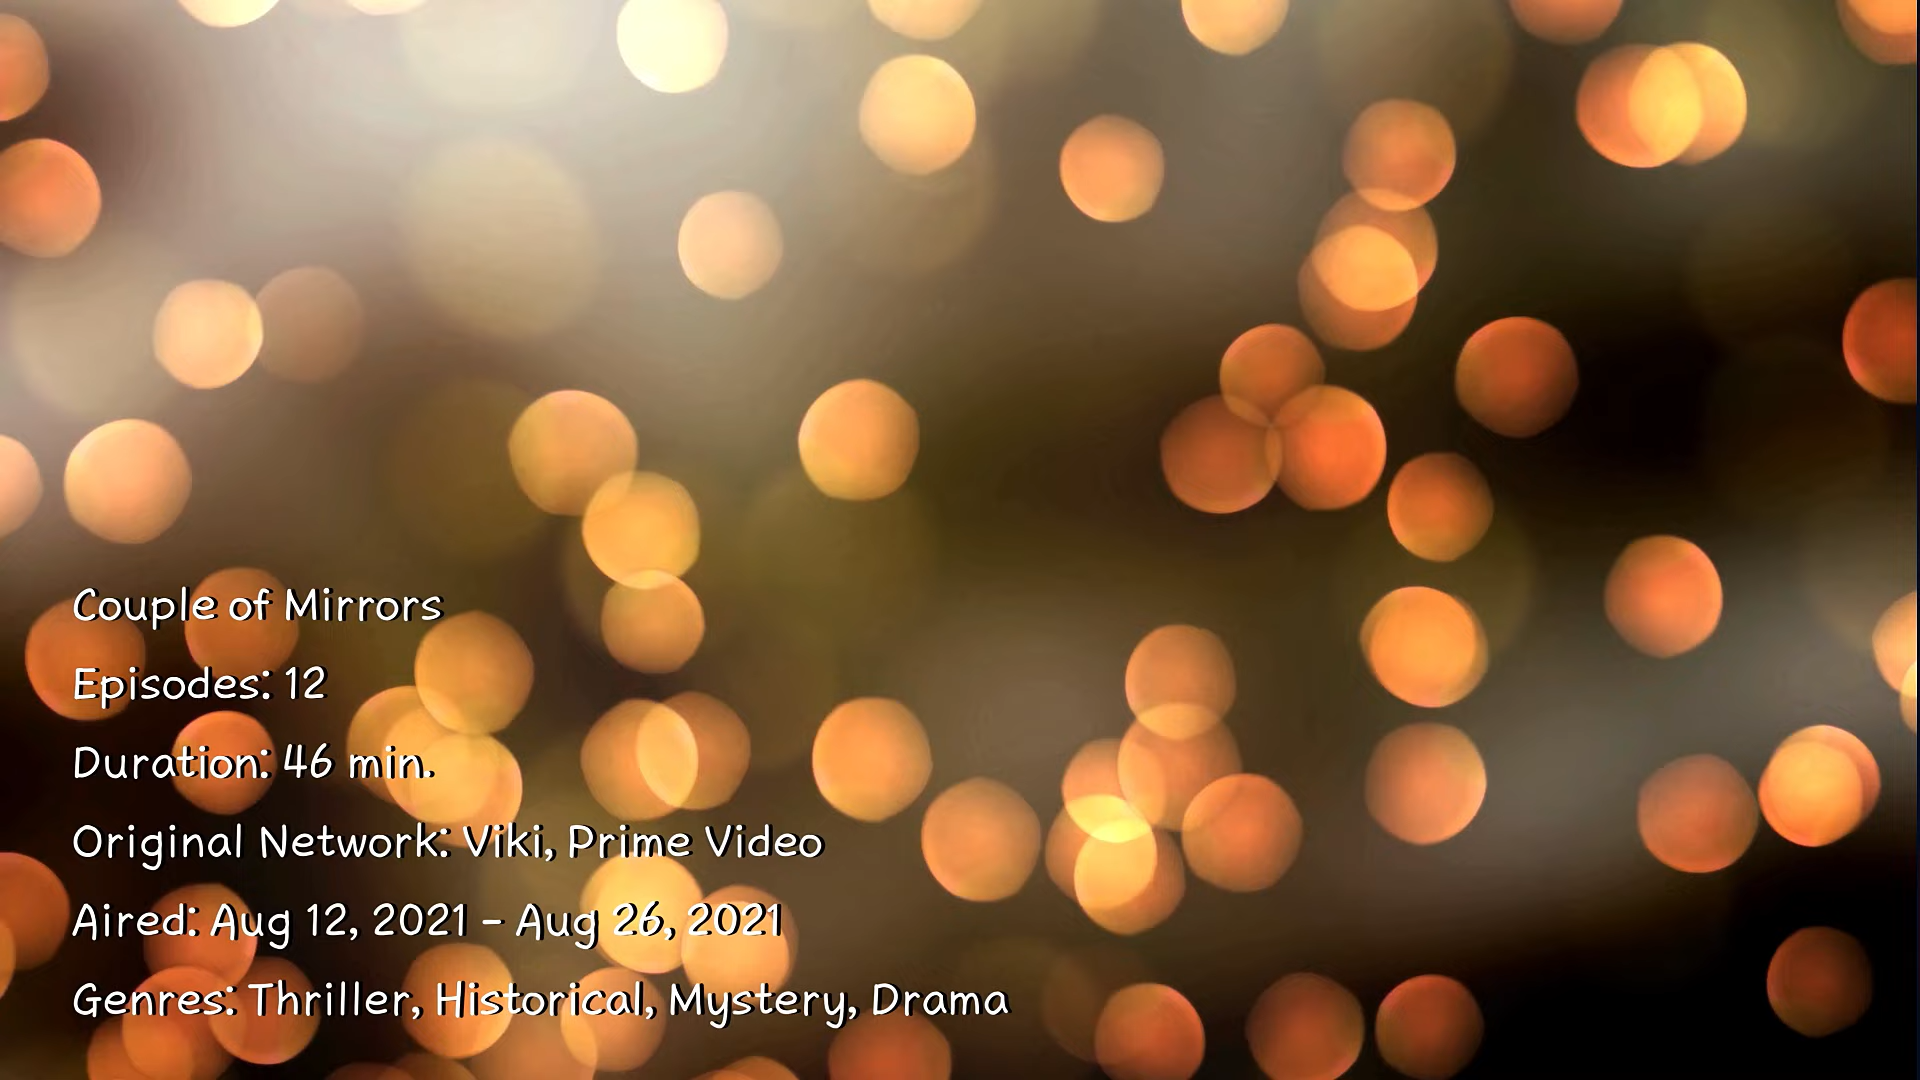 Couple of Mirrors
Episodes: 12
Duration: 46 min.
Original Network: Viki, Prime Video
Aired: Aug 12, 2021 - Aug 26, 2021
Genres: Thriller, Historical, Mystery, Drama